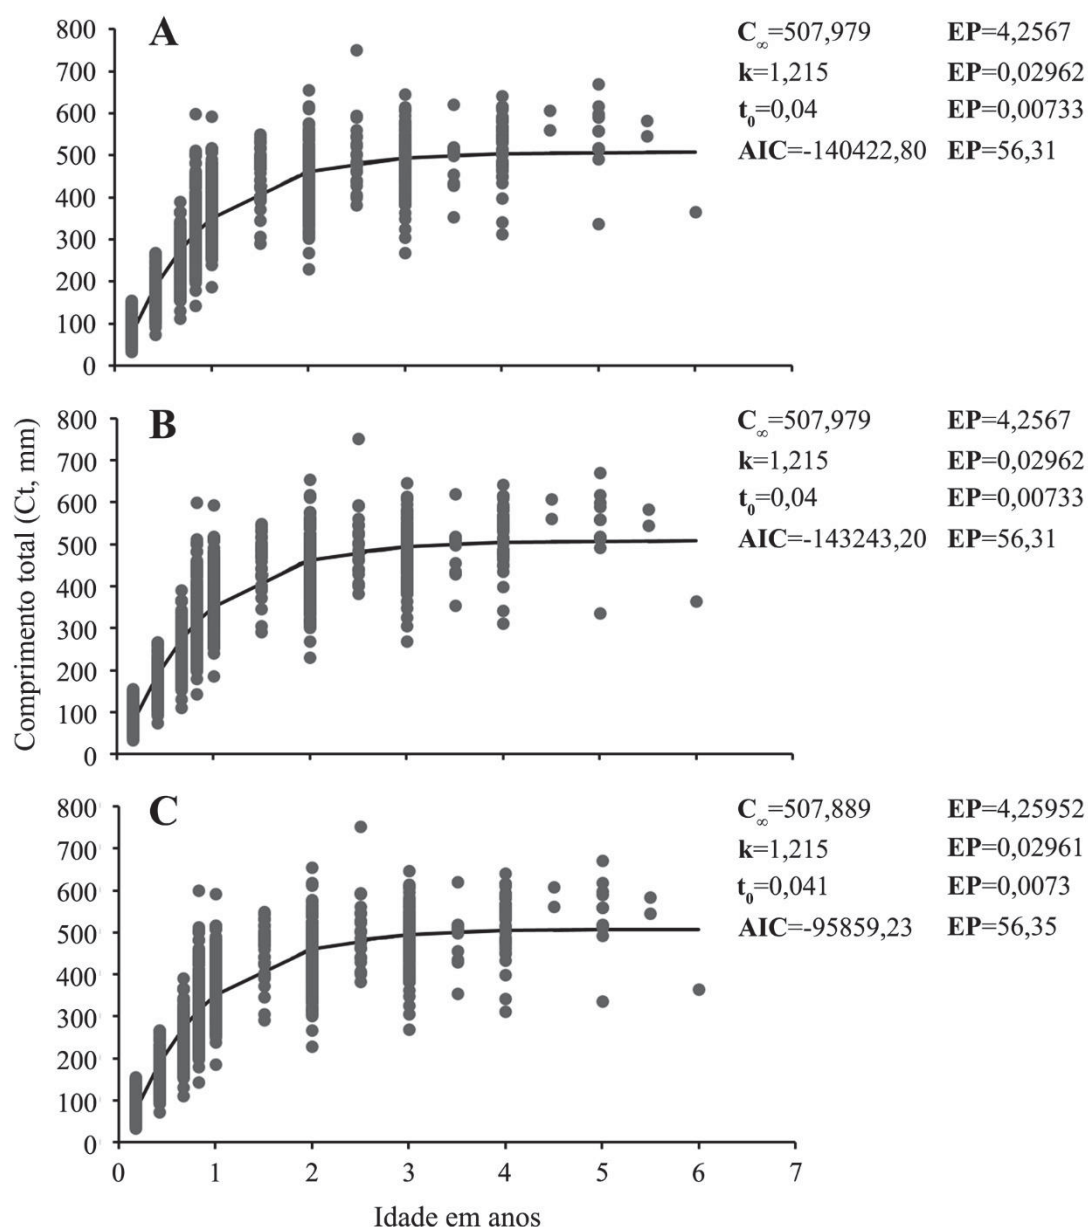 A
800
700
600
500
400
300
200
100
0
C∞=507,979 EP=4,2567
k=1,215 EP=0,02962
t0=0,04 EP=0,00733
AIC=-140422,80 EP=56,31
B
800
700
600
500
400
300
200
100
0
C∞=507,979 EP=4,2567
k=1,215 EP=0,02962
t0=0,04 EP=0,00733
AIC=-143243,20 EP=56,31
Comprimento total (Ct, mm)
C
800
700
600
500
400
300
200
100
0
C∞=507,889 EP=4,25952
k=1,215 EP=0,02961
t0=0,041 EP=0,0073
AIC=-95859,23 EP=56,35
0 1 2 3 4 5 6 7
Idade em anos